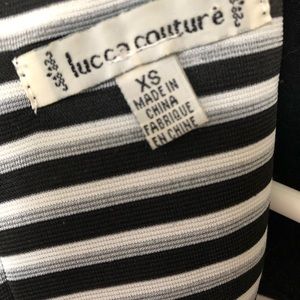 lucca couture
XS
MADE IN
CHINA
FABRIQUE
EN CHINE